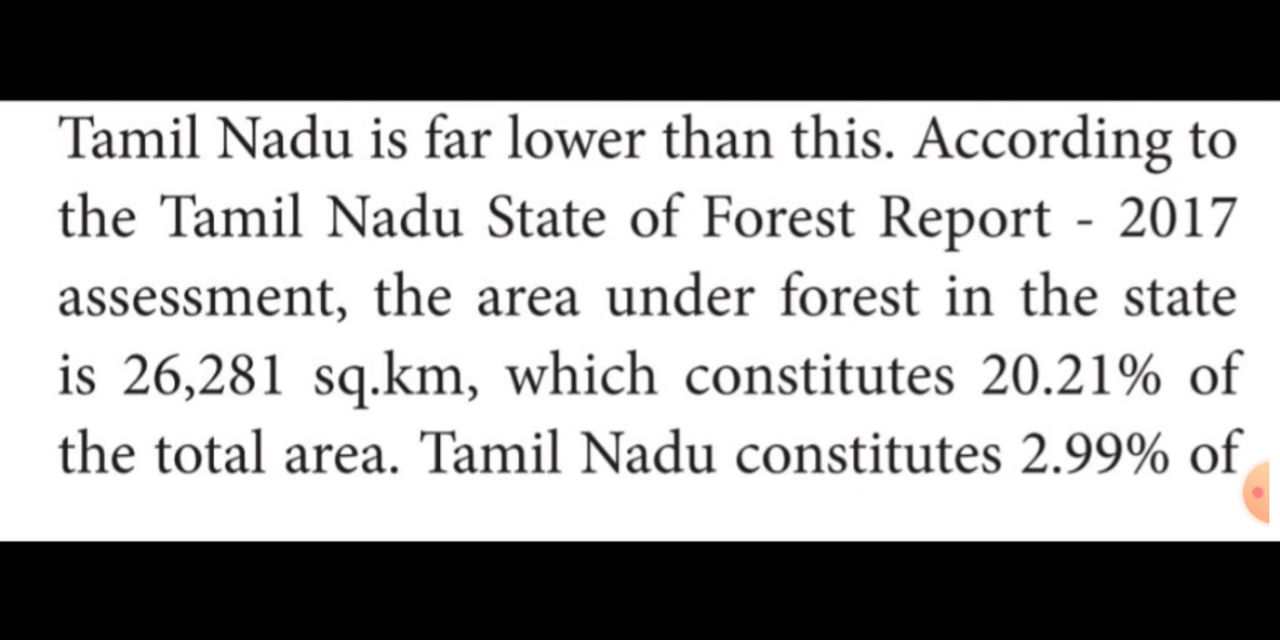 Tamil Nadu is far lower than this. According to
the Tamil Nadu State of Forest Report - 2017
assessment, the area under forest in the state
is 26,281 sq.km, which constitutes 20.21% of
the total area. Tamil Nadu constitutes 2.99% of